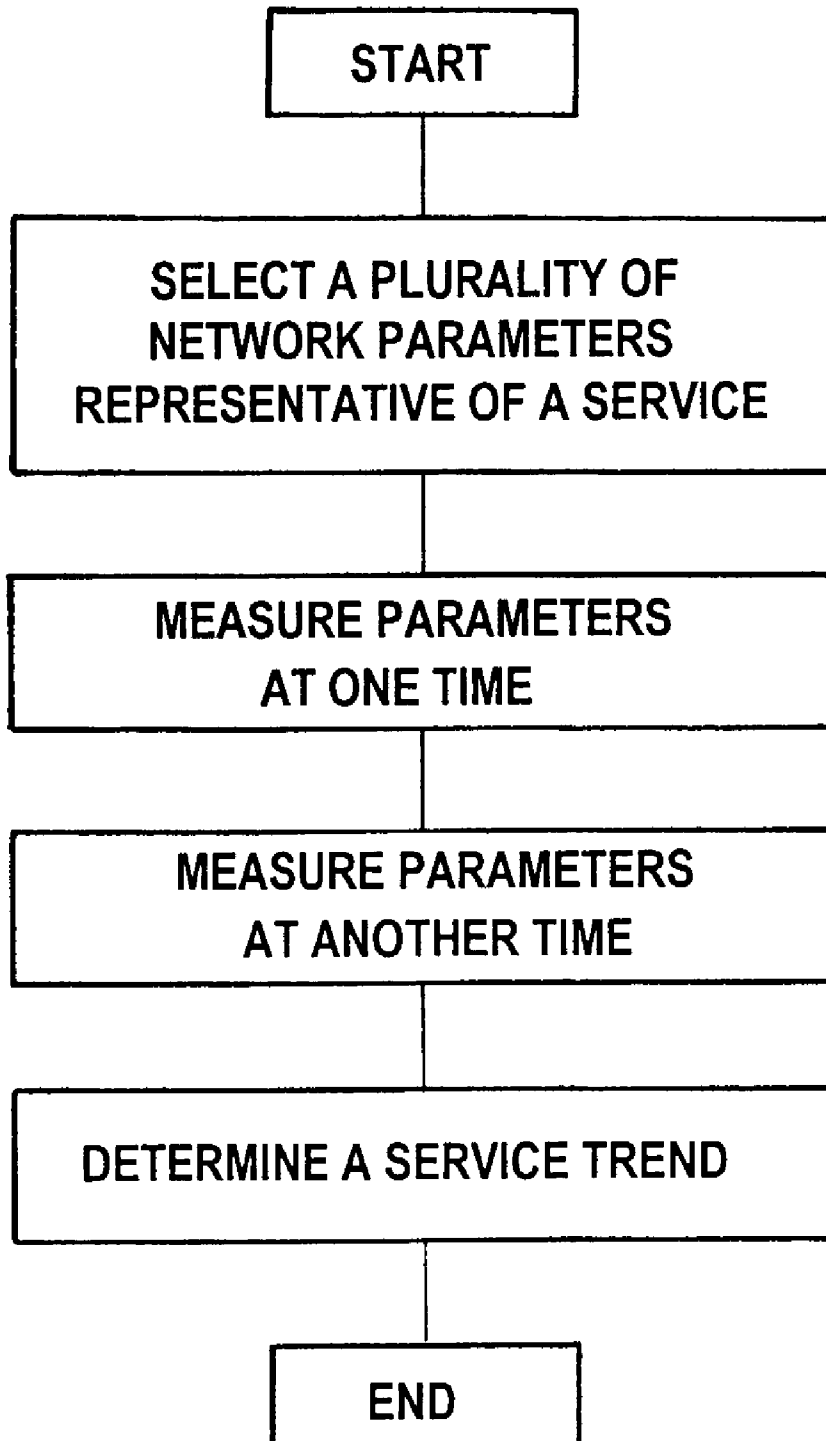 START
SELECT A PLURALITY OF
NETWORK PARAMETERS
REPRESENTATIVE OF A SERVICE
MEASURE PARAMETERS
AT ONE TIME
MEASURE PARAMETERS
AT ANOTHER TIME
DETERMINE A SERVICE TREND
END